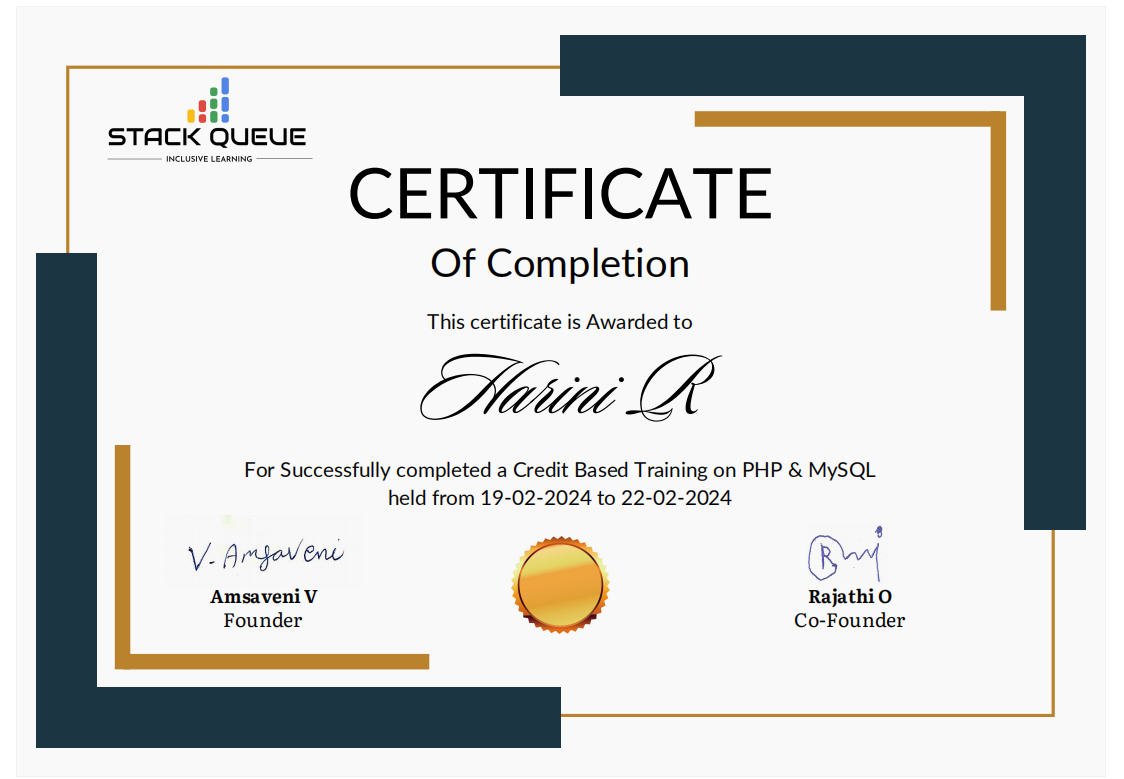 STACK QUEUE
INCLUSIVE LEARNING
CERTIFICATE
Of Completion
This certificate is Awarded to
Harini R
For Successfully completed a Credit Based Training on PHP & MySQL
held from 19-02-2024 to 22-02-2024
V. Amsaveni
Amsaveni V
Founder
Rajathi O
Co-Founder